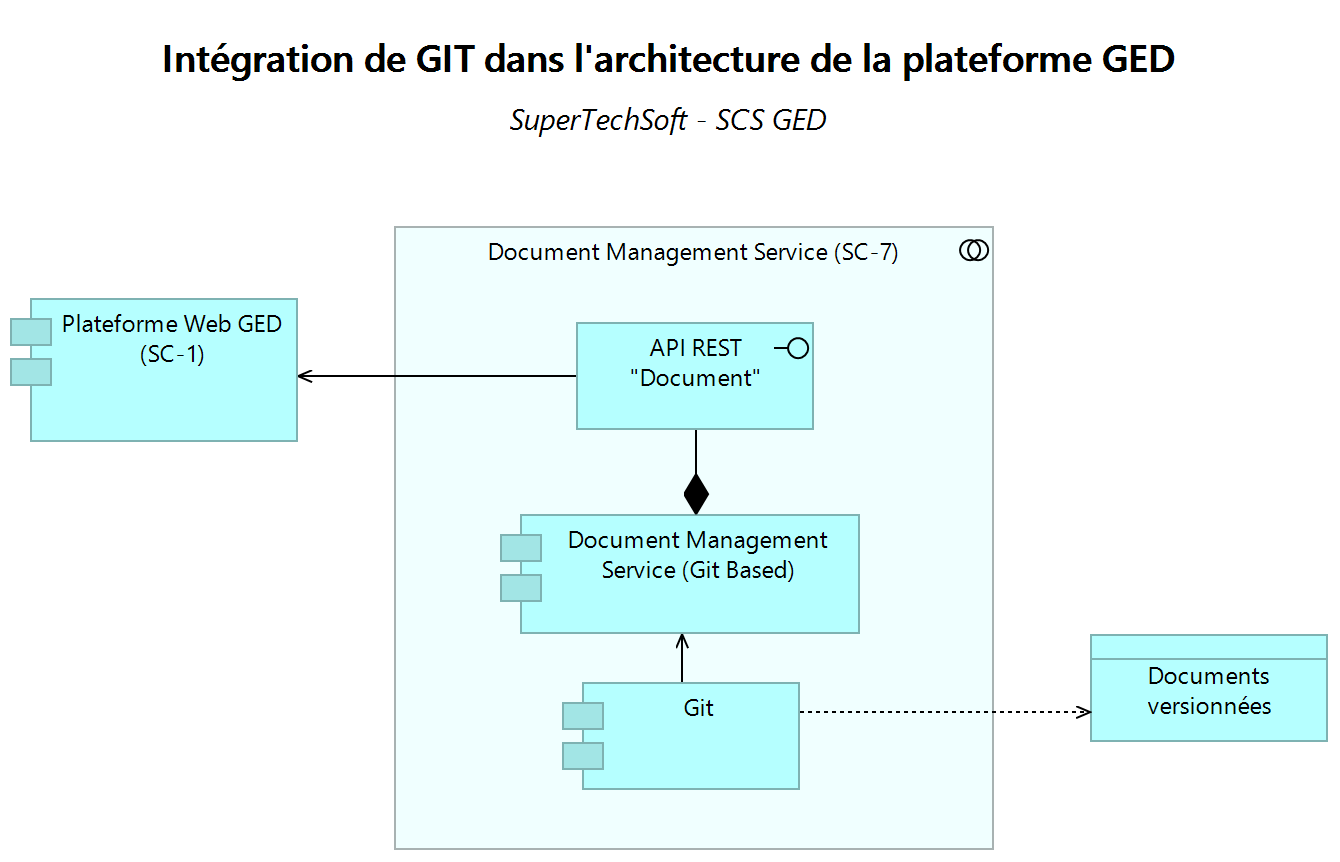 Intégration de GIT dans l'architecture de la plateforme GED
SuperTechSoft - SCS GED
Document Management Service (SC-7)
Plateforme Web GED
(SC-1)
API REST
"Document"
Document Management
Service (Git Based)
Git
Documents
versionnées